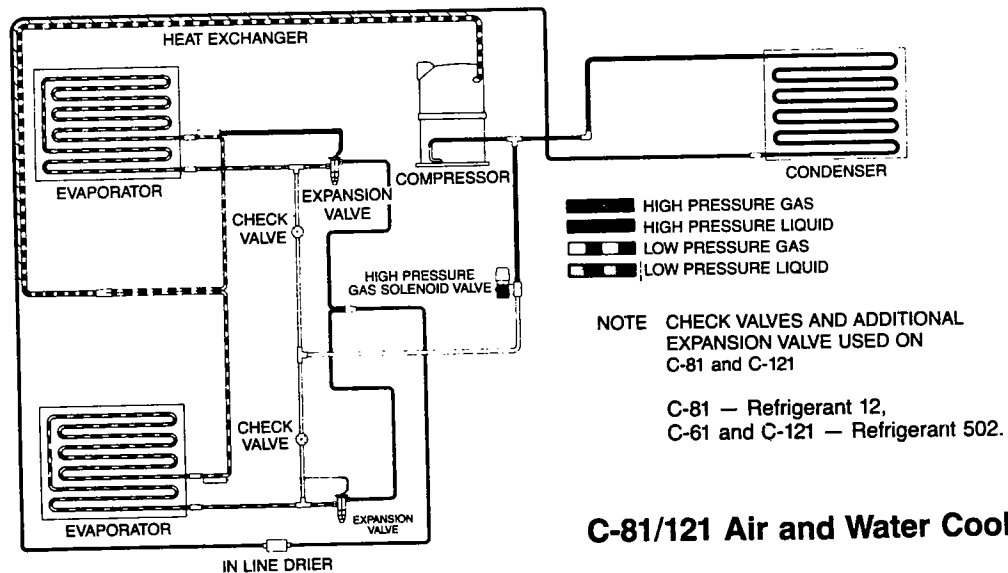 HEAT EXCHANGER
EVAPORATOR
EXPANSION
VALVE
COMPRESSOR
CONDENSER
CHECK
VALVE
HIGH PRESSURE GAS
HIGH PRESSURE LIQUID
LOW PRESSURE GAS
LOW PRESSURE LIQUID
HIGH PRESSURE
GAS SOLENOID VALVE
NOTE CHECK VALVES AND ADDITIONAL
EXPANSION VALVE USED ON
C-81 and C-121
C-81 — Refrigerant 12,
C-61 and C-121 — Refrigerant 502.
CHECK
VALVE
EVAPORATOR
EXPANSION
VALVE
IN LINE DRIER
C-81/121 Air and Water Cool